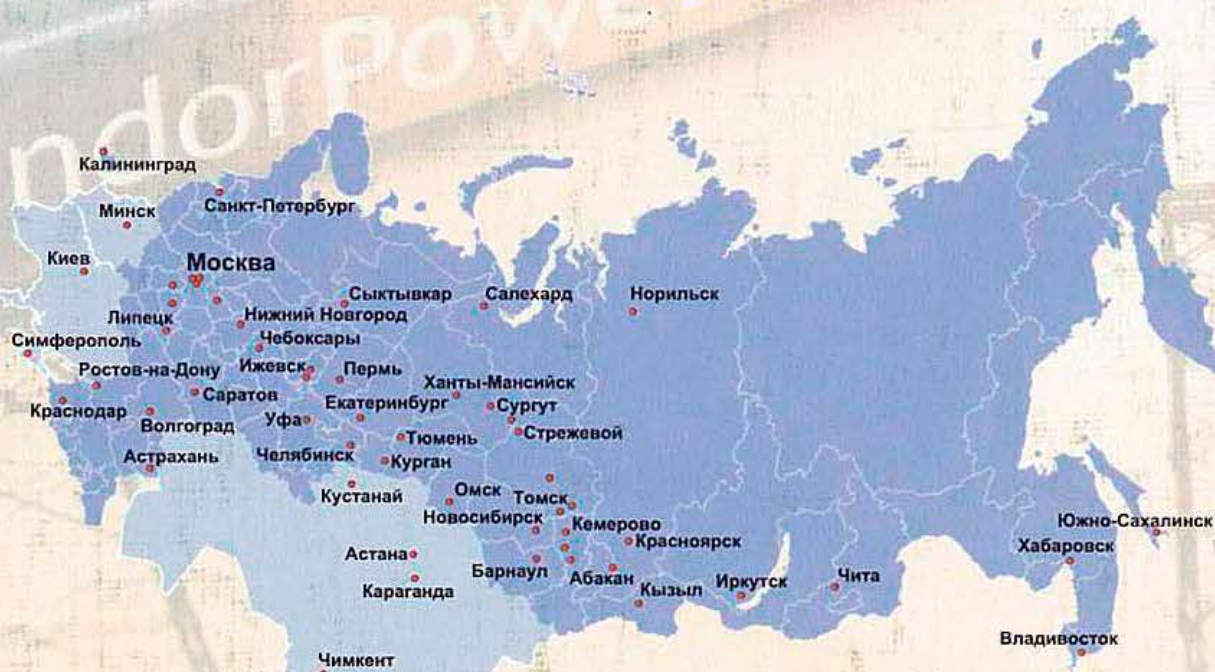 ndorPower
Калининград
Минск
Санкт-Петербург
Киев
Москва
Сыктывкар
Салехард
Норильск
Липецк
Нижний Новгород
Симферополь
Чебоксары
Ростов-на-Дону
Ижевск
Пермь
Ханты-Мансийск
Краснодар
Саратов
Екатеринбург
Сургут
Волгоград
Уфа
Тюмень
Стрежевой
Астрахань
Челябинск
Курган
Кустанай
Омск
Томск
Новосибирск
Кемерово
Южно-Сахалинск
Астана
Красноярск
Хабаровск
Барнаул
Абакан
Караганда
Кызыл
Иркутск
Чита
Владивосток
Чимкент